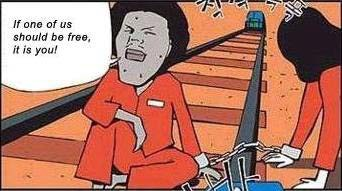 If one of us
should be free,
it is you!